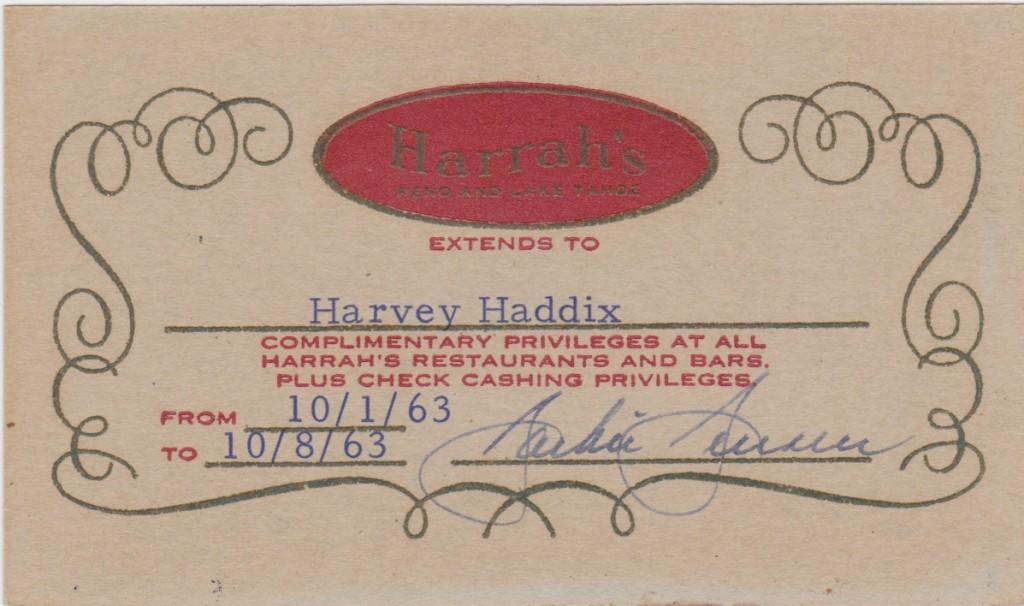 Harrah's
RENO AND LAKE TAHOE
EXTENDS TO
Harvey Haddix
COMPLIMENTARY PRIVILEGES AT ALL
HARRAH'S RESTAURANTS AND BARS.
PLUS CHECK CASHING PRIVILEGES.
FROM 10/1/63
TO 10/8/63